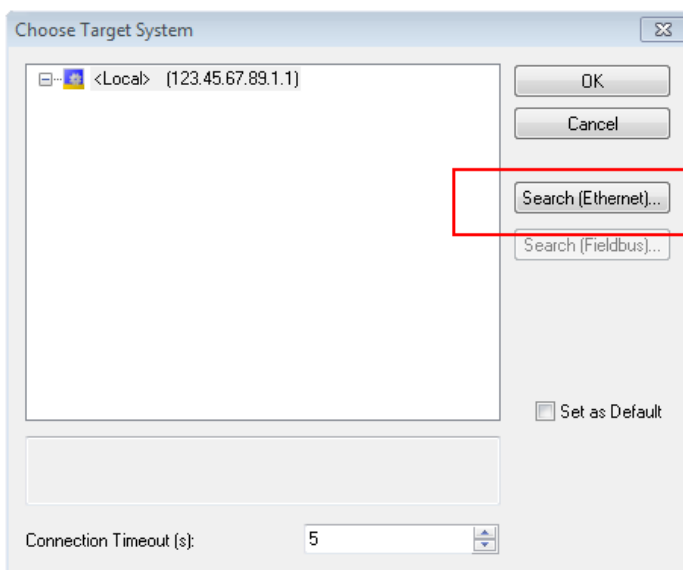 Choose Target System
<Local> (123.45.67.89.1.1)
OK
Cancel
Search (Ethernet)...
Search (Fieldbus)...
Set as Default
Connection Timeout (s):
5